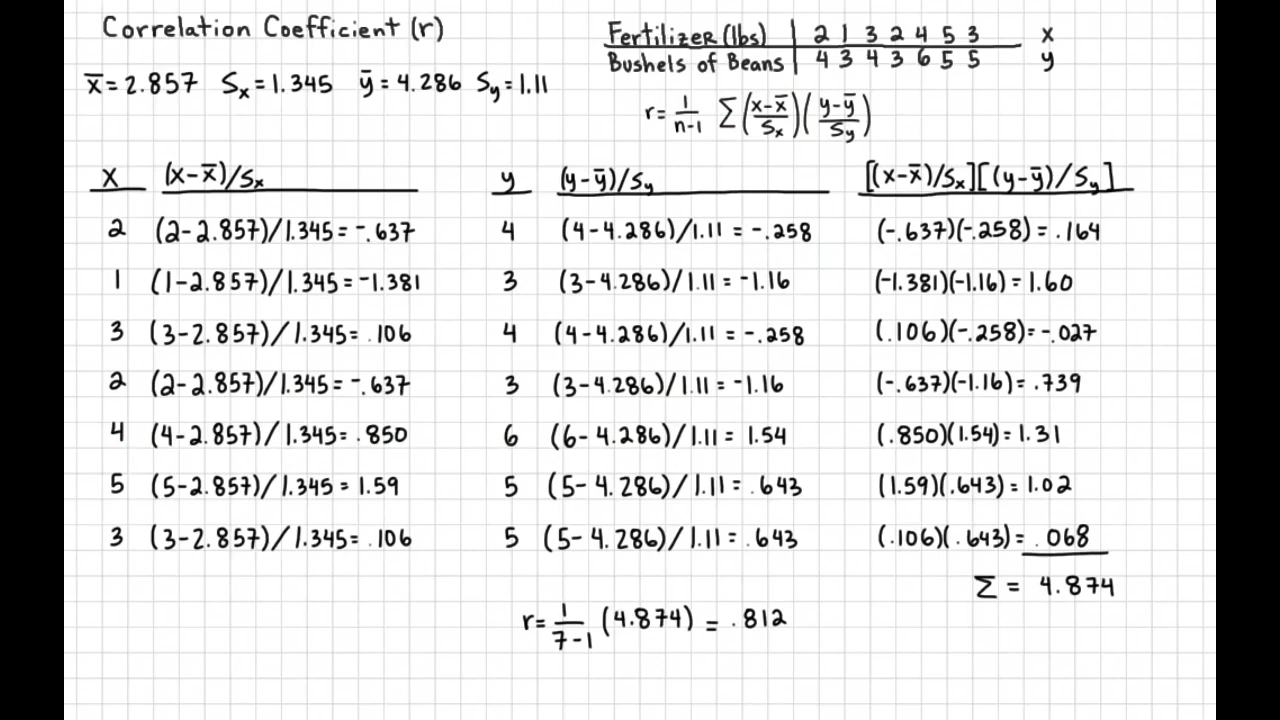 Correlation Coefficient (r)
x̄ = 2.857 Sx = 1.345 ȳ = 4.286 Sy = 1.11
Fertilizer (lbs) | 2 1 3 2 4 5 3 x
Bushels of Beans | 4 3 4 3 6 5 5 y
r = 1/(n-1) Σ ((x-x̄)/Sx)((y-ȳ)/Sy)
x (x-x̄)/Sx y (y-ȳ)/Sy [(x-x̄)/Sx][(y-ȳ)/Sy]
2 (2-2.857)/1.345 = -.637 4 (4-4.286)/1.11 = -.258 (-.637)(-.258) = .164
1 (1-2.857)/1.345 = -1.381 3 (3-4.286)/1.11 = -1.16 (-1.381)(-1.16) = 1.60
3 (3-2.857)/1.345 = .106 4 (4-4.286)/1.11 = -.258 (.106)(-.258) = -.027
2 (2-2.857)/1.345 = -.637 3 (3-4.286)/1.11 = -1.16 (-.637)(-1.16) = .739
4 (4-2.857)/1.345 = .850 6 (6-4.286)/1.11 = 1.54 (.850)(1.54) = 1.31
5 (5-2.857)/1.345 = 1.59 5 (5-4.286)/1.11 = .643 (1.59)(.643) = 1.02
3 (3-2.857)/1.345 = .106 5 (5-4.286)/1.11 = .643 (.106)(.643) = .068
Σ = 4.874
r = 1/(7-1) (4.874) = .812